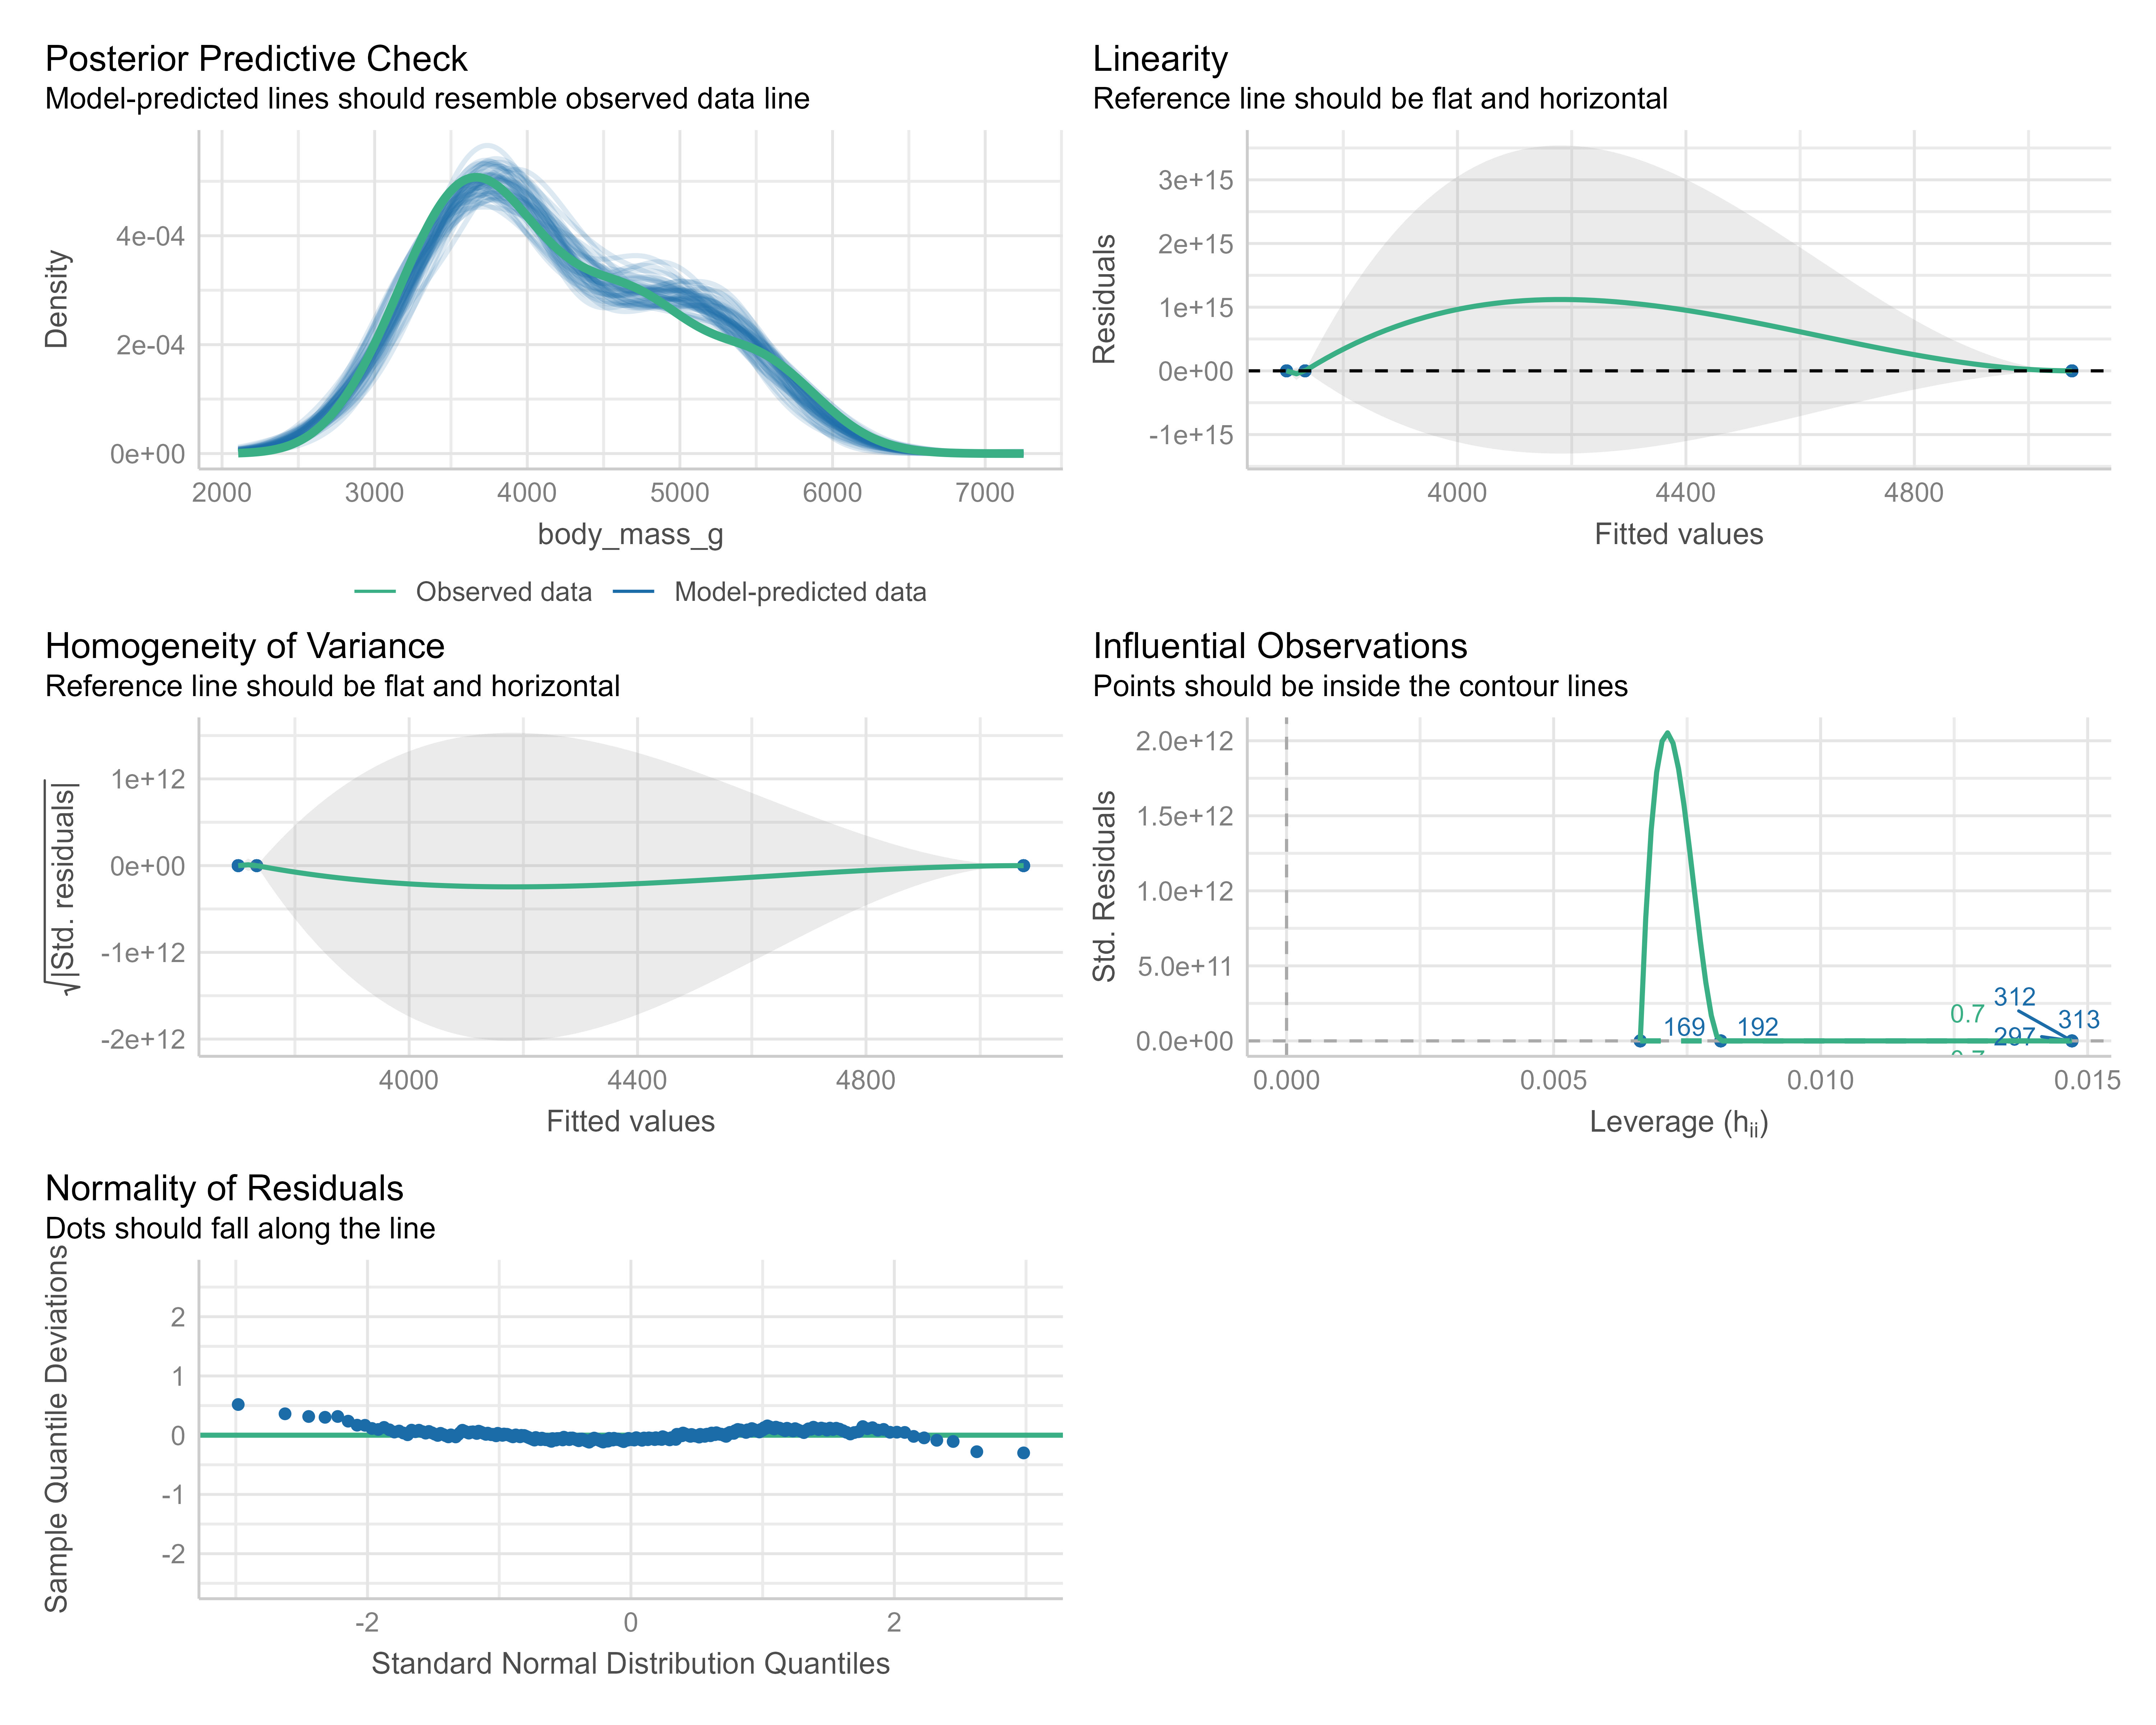 Posterior Predictive Check
Model-predicted lines should resemble observed data line
Density
4e-04
2e-04
0e+00
2000 3000 4000 5000 6000 7000
body_mass_g
Observed data Model-predicted data
Linearity
Reference line should be flat and horizontal
Residuals
3e+15
2e+15
1e+15
0e+00
-1e+15
4000 4400 4800
Fitted values
Homogeneity of Variance
Reference line should be flat and horizontal
√|Std. residuals|
1e+12
0e+00
-1e+12
-2e+12
4000 4400 4800
Fitted values
Influential Observations
Points should be inside the contour lines
Std. Residuals
2.0e+12
1.5e+12
1.0e+12
5.0e+11
0.0e+00
312
0.7
313
169 192
297
0.7
0.000 0.005 0.010 0.015
Leverage (hii)
Normality of Residuals
Dots should fall along the line
Sample Quantile Deviations
2
1
0
-1
-2
-2 0 2
Standard Normal Distribution Quantiles